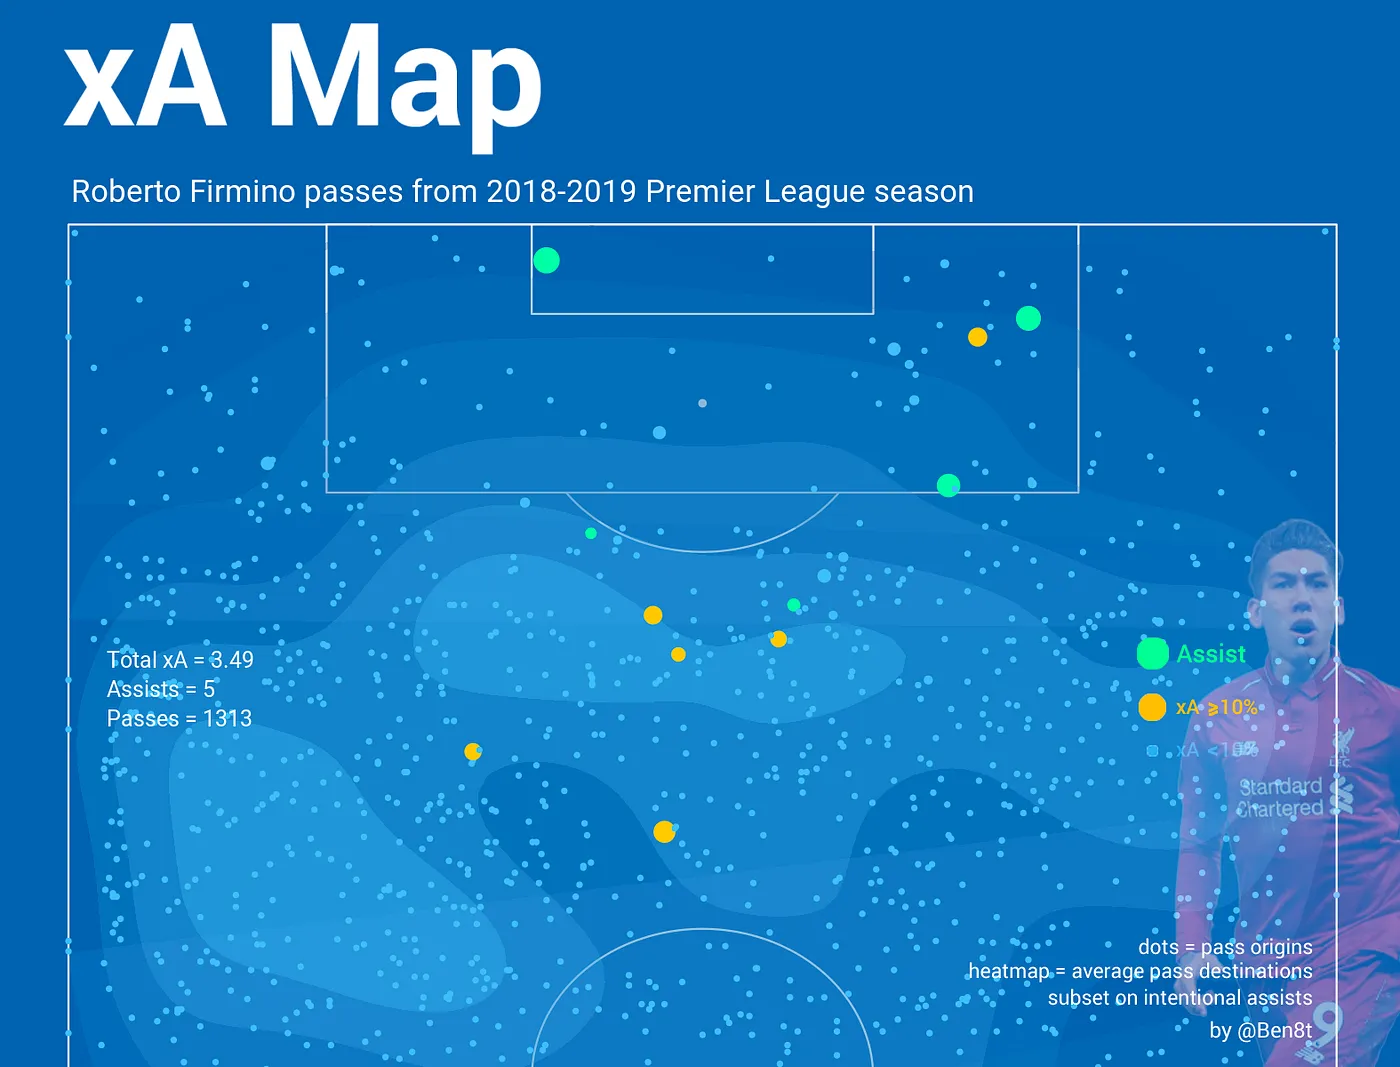 xA Map
Roberto Firmino passes from 2018-2019 Premier League season
Total xA = 3.49
Assists = 5
Passes = 1313
Assist
xA ⩾10%
xA <10%
Standard
Chartered
LFC
dots = pass origins
heatmap = average pass destinations
subset on intentional assists
by @Ben8t
9